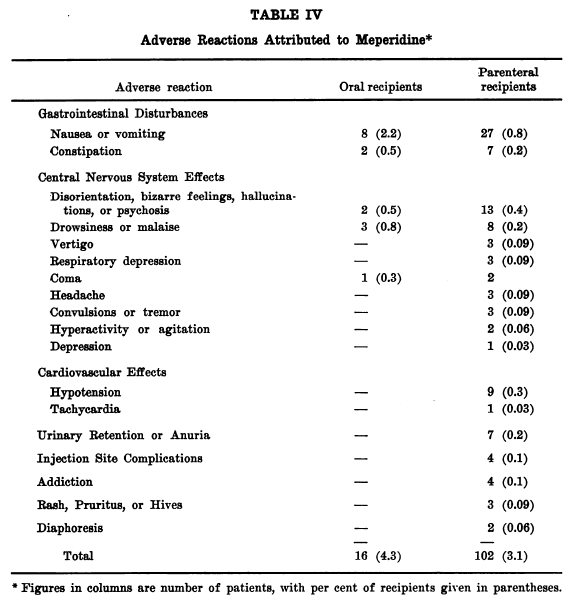 TABLE IV
Adverse Reactions Attributed to Meperidine*
Adverse reaction Oral recipients Parenteral recipients
Gastrointestinal Disturbances
Nausea or vomiting 8 (2.2) 27 (0.8)
Constipation 2 (0.5) 7 (0.2)
Central Nervous System Effects
Disorientation, bizarre feelings, hallucina-
tions, or psychosis 2 (0.5) 13 (0.4)
Drowsiness or malaise 3 (0.8) 8 (0.2)
Vertigo — 3 (0.09)
Respiratory depression — 3 (0.09)
Coma 1 (0.3) 2
Headache — 3 (0.09)
Convulsions or tremor — 3 (0.09)
Hyperactivity or agitation — 2 (0.06)
Depression — 1 (0.03)
Cardiovascular Effects
Hypotension — 9 (0.3)
Tachycardia — 1 (0.03)
Urinary Retention or Anuria — 7 (0.2)
Injection Site Complications — 4 (0.1)
Addiction — 4 (0.1)
Rash, Pruritus, or Hives — 3 (0.09)
Diaphoresis — 2 (0.06)
Total 16 (4.3) 102 (3.1)
* Figures in columns are number of patients, with per cent of recipients given in parentheses.